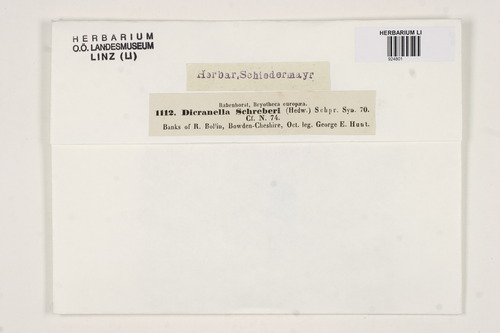 HERBARIUM
O.Ö. LANDESMUSEUM
LINZ (LI)
HERBARIUM LI
924801
Herbar,Schiedermayr
Rabenhorst, Bryotheca europaea.
1112. Dicranella Schreberi (Hedw.) Schpr. Syn. 70.
Cf. N. 74.
Banks of R. Bollin, Bowden-Cheshire, Oct. leg. George E. Hunt.